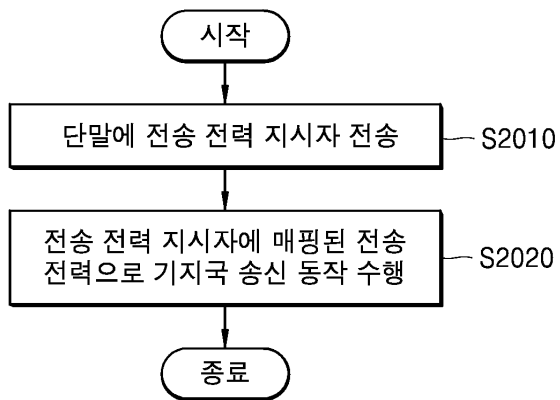 시작
단말에 전송 전력 지시자 전송
S2010
전송 전력 지시자에 매핑된 전송
전력으로 기지국 송신 동작 수행
S2020
종료